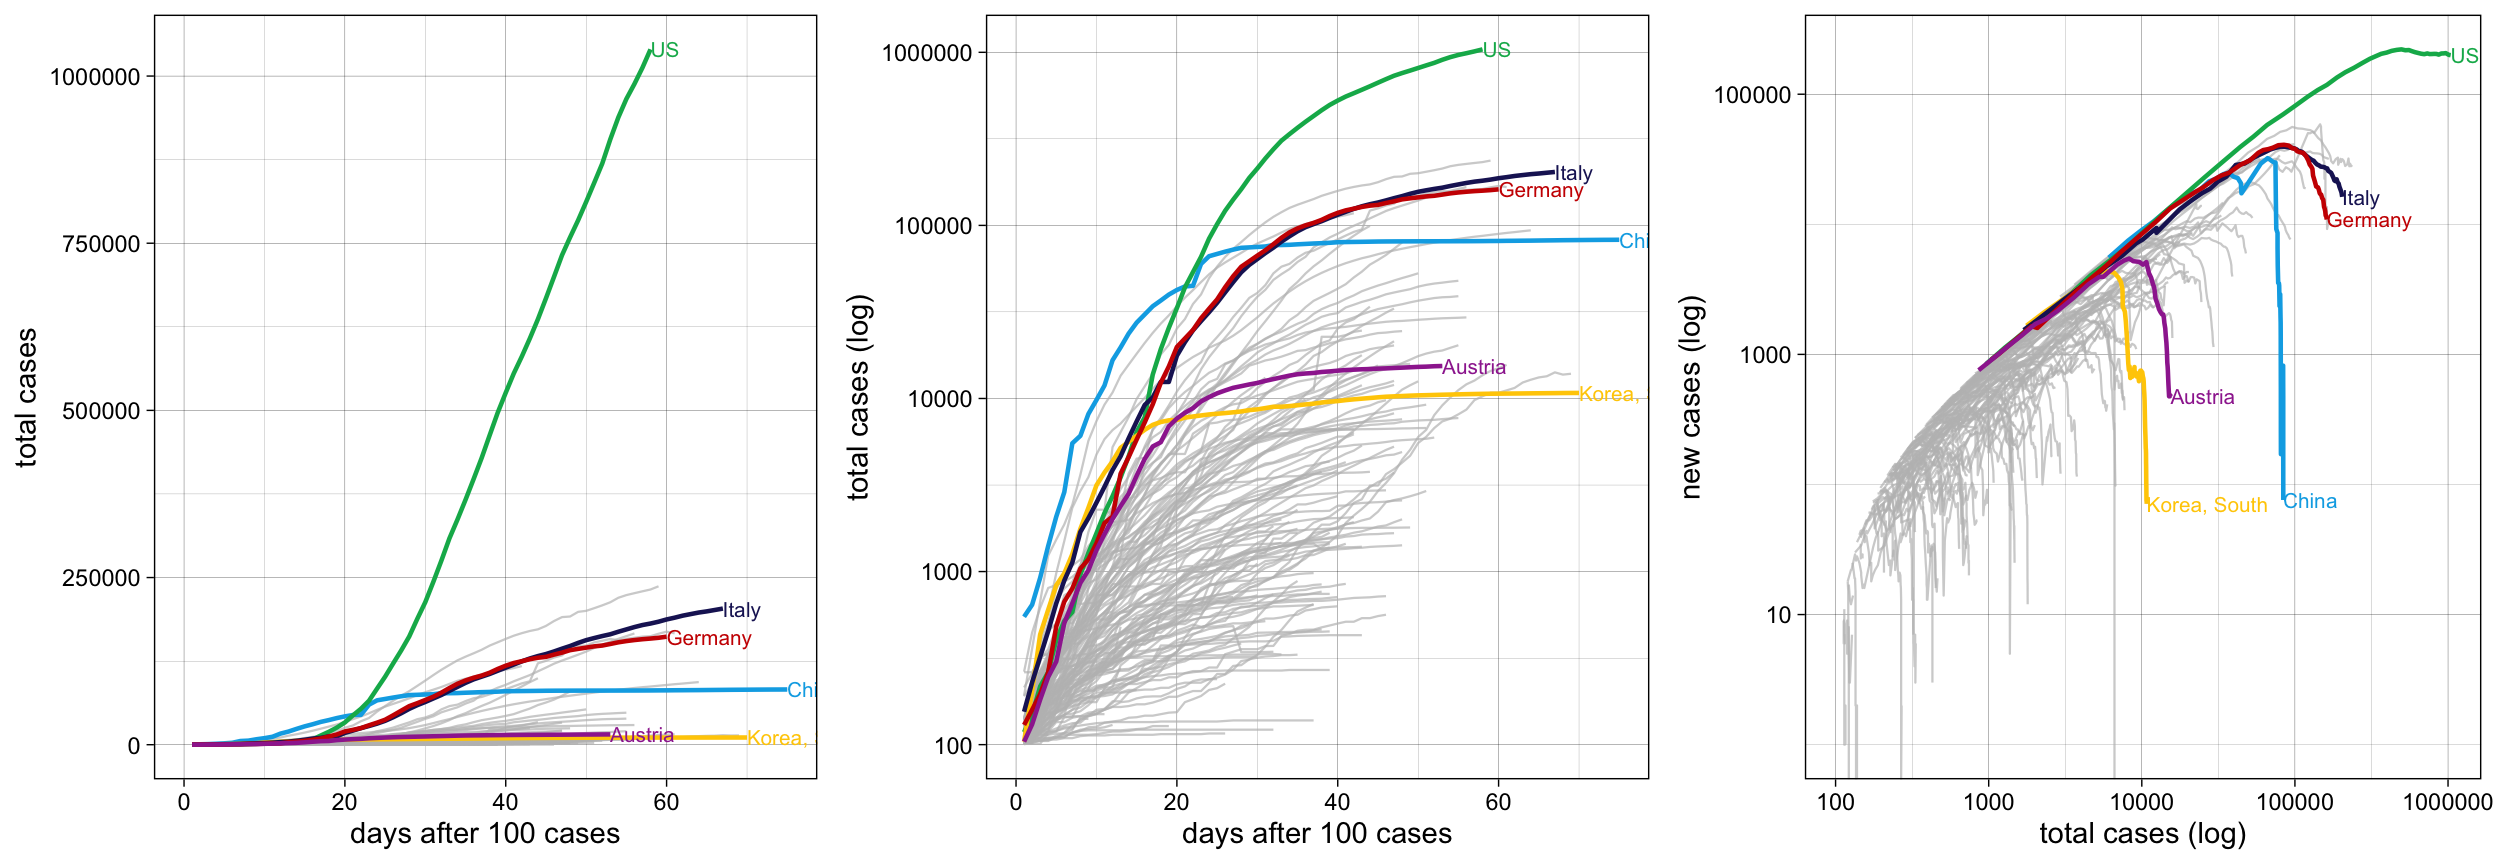 total cases
1000000
750000
500000
250000
0
US
Italy
Germany
Chi
Austria
Korea,
0 20 40 60
days after 100 cases
total cases (log)
1000000
100000
10000
1000
100
US
Italy
Germany
Chi
Austria
Korea,
0 20 40 60
days after 100 cases
new cases (log)
100000
1000
10
US
Italy
Germany
Austria
China
Korea, South
100 1000 10000 100000 1000000
total cases (log)